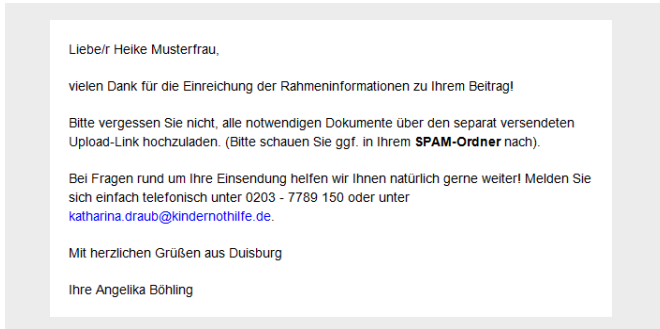 Liebe/r Heike Musterfrau,
vielen Dank für die Einreichung der Rahmeninformationen zu Ihrem Beitrag!
Bitte vergessen Sie nicht, alle notwendigen Dokumente über den separat versendeten
Upload-Link hochzuladen. (Bitte schauen Sie ggf. in Ihrem SPAM-Ordner nach).
Bei Fragen rund um Ihre Einsendung helfen wir Ihnen natürlich gerne weiter! Melden Sie
sich einfach telefonisch unter 0203 - 7789 150 oder unter
katharina.draub@kindernothilfe.de.
Mit herzlichen Grüßen aus Duisburg
Ihre Angelika Böhling